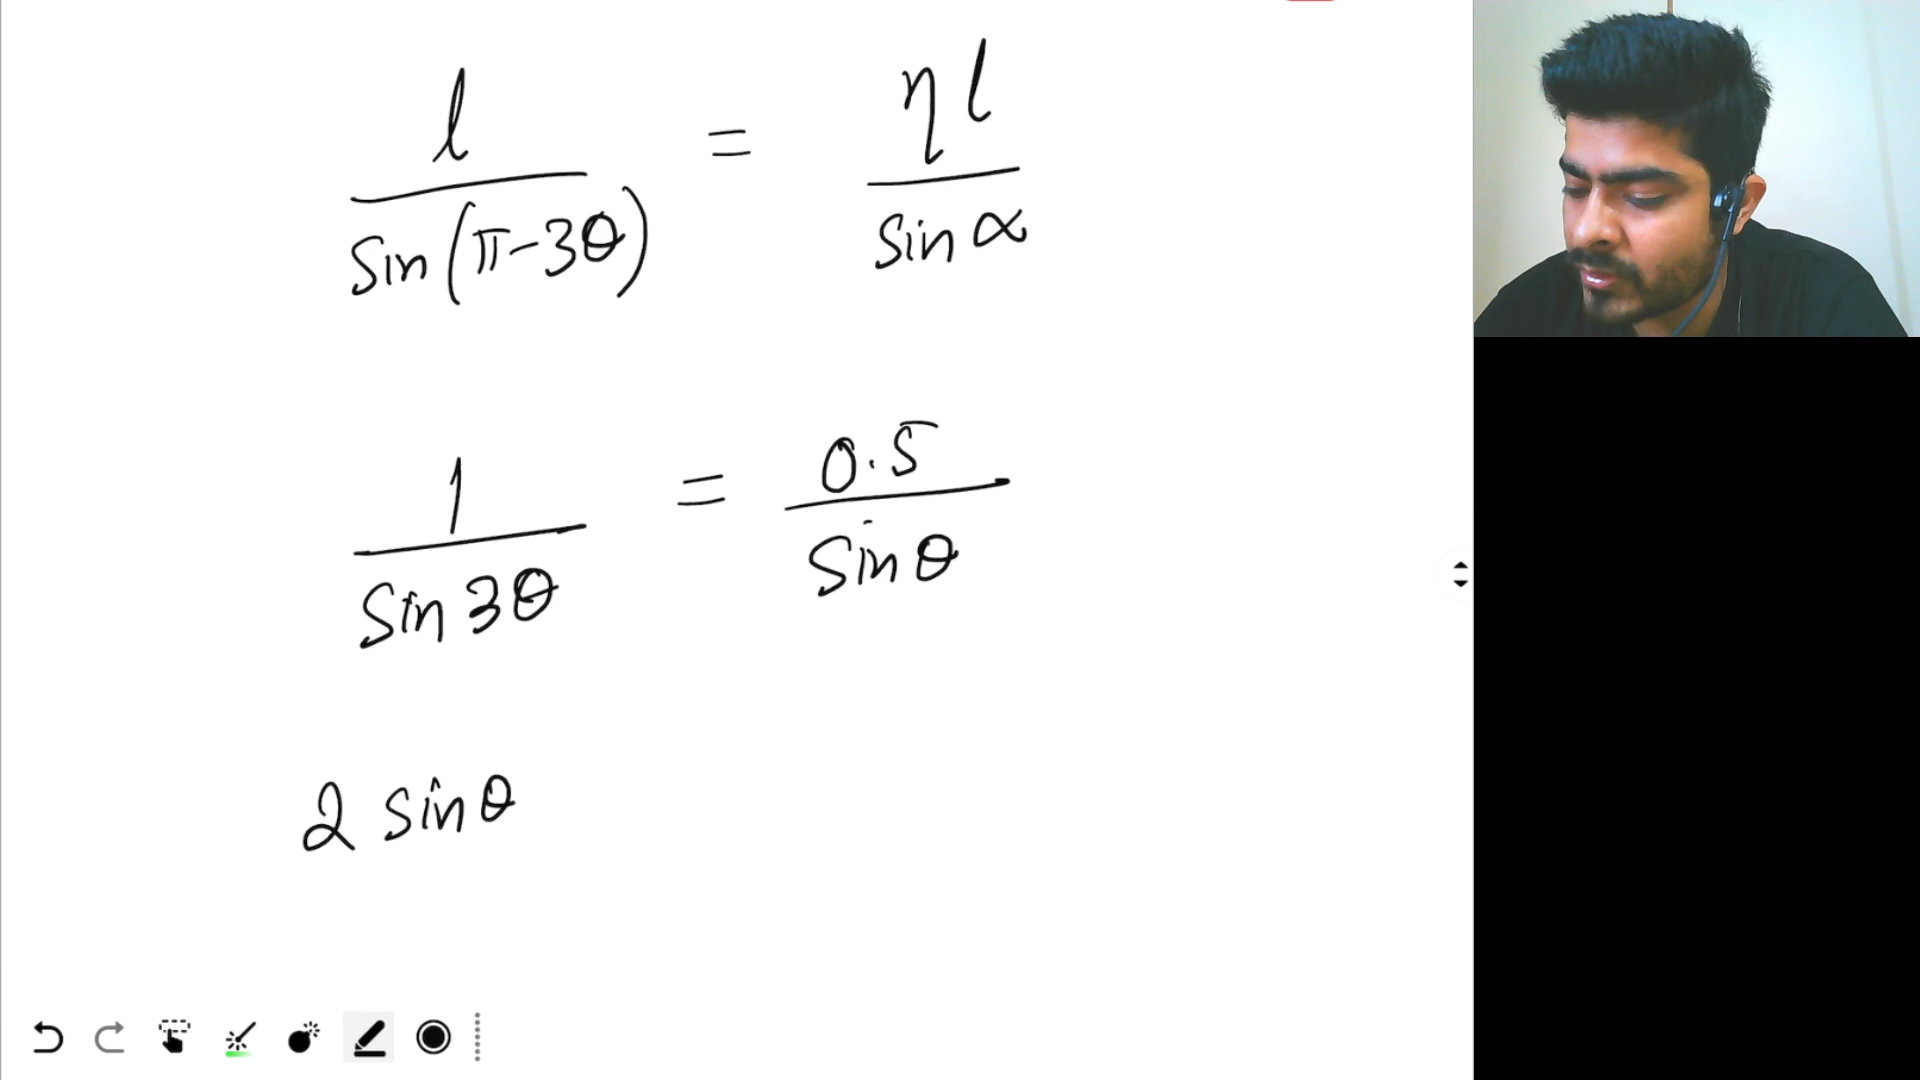 l / sin(π-3θ) = ηl / sin α
1 / sin 3θ = 0.5 / sin θ
2 sin θ